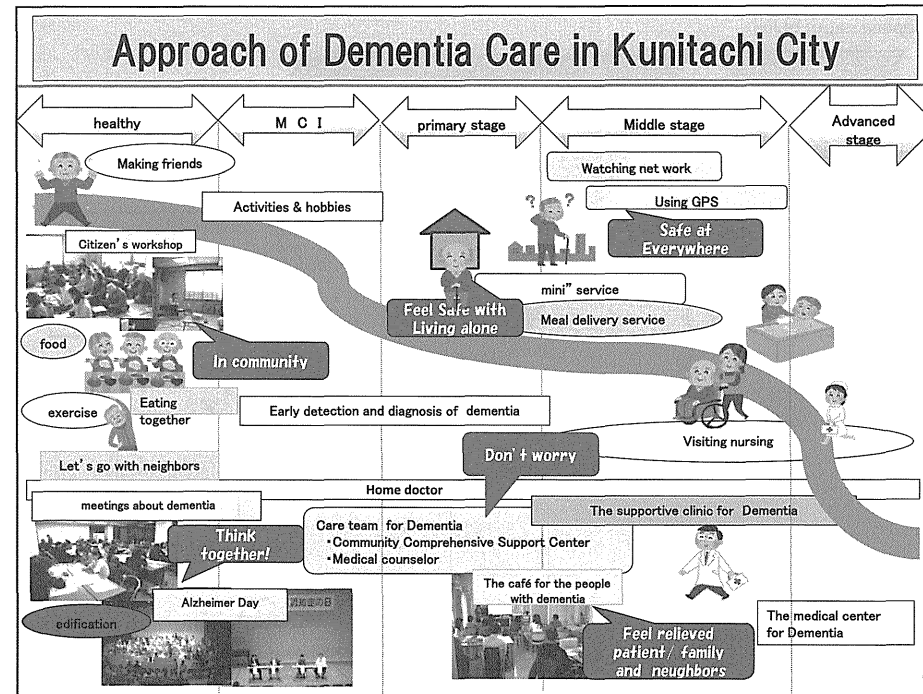 Approach of Dementia Care in Kunitachi City
healthy
M C I
primary stage
Middle stage
Advanced
stage
Making friends
Watching net work
Activities & hobbies
Using GPS
? ?
Safe at
Everywhere
Citizen's workshop
mini" service
Feel Safe with
Living alone
Meal delivery service
food
In community
exercise
Eating
together
Early detection and diagnosis of dementia
Visiting nursing
Don't worry
Let's go with neighbors
Home doctor
meetings about dementia
The supportive clinic for Dementia
Think
together!
Care team for Dementia
・Community Comprehensive Support Center
・Medical counselor
The café for the people
with dementia
Alzheimer Day
edification
The medical center
for Dementia
Feel relieved
patient/ family
and neighbors